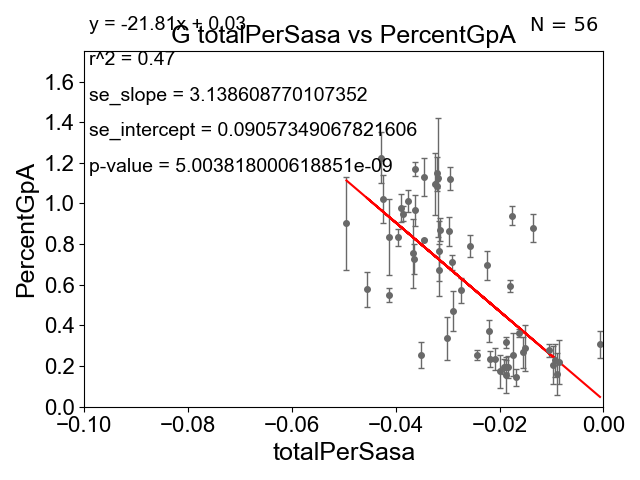 y = -21.81x + 0.03
G totalPerSasa vs PercentGpA
N = 56
r^2 = 0.47
se_slope = 3.138608770107352
se_intercept = 0.09057349067821606
p-value = 5.003818000618851e-09
PercentGpA
1.6
1.4
1.2
1.0
0.8
0.6
0.4
0.2
0.0
−0.10
−0.08
−0.06
−0.04
−0.02
0.00
totalPerSasa